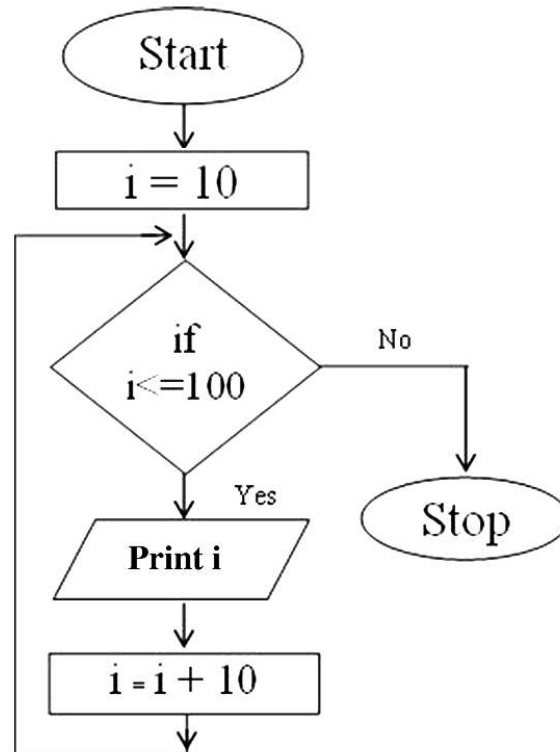 Start
i = 10
if
i<=100
No
Yes
Stop
Print i
i = i + 10